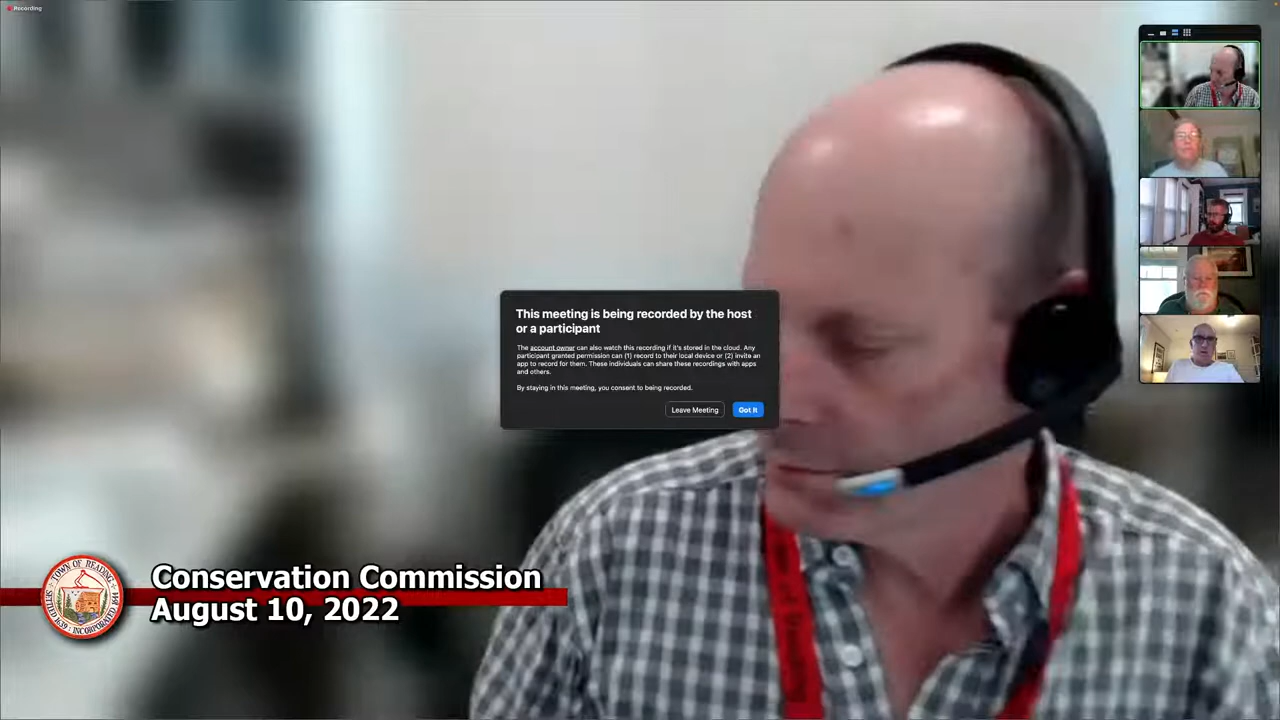 Recording
This meeting is being recorded by the host
or a participant
The account owner can also watch this recording if it's stored in the cloud. Any
participant granted permission can (1) record to their local device or (2) invite an
app to record for them. These individuals can share these recordings with apps
and others.
By staying in this meeting, you consent to being recorded.
Leave Meeting
Got It
TOWN OF READING
SETTLED 1639
INCORPORATED 1644
Conservation Commission
August 10, 2022